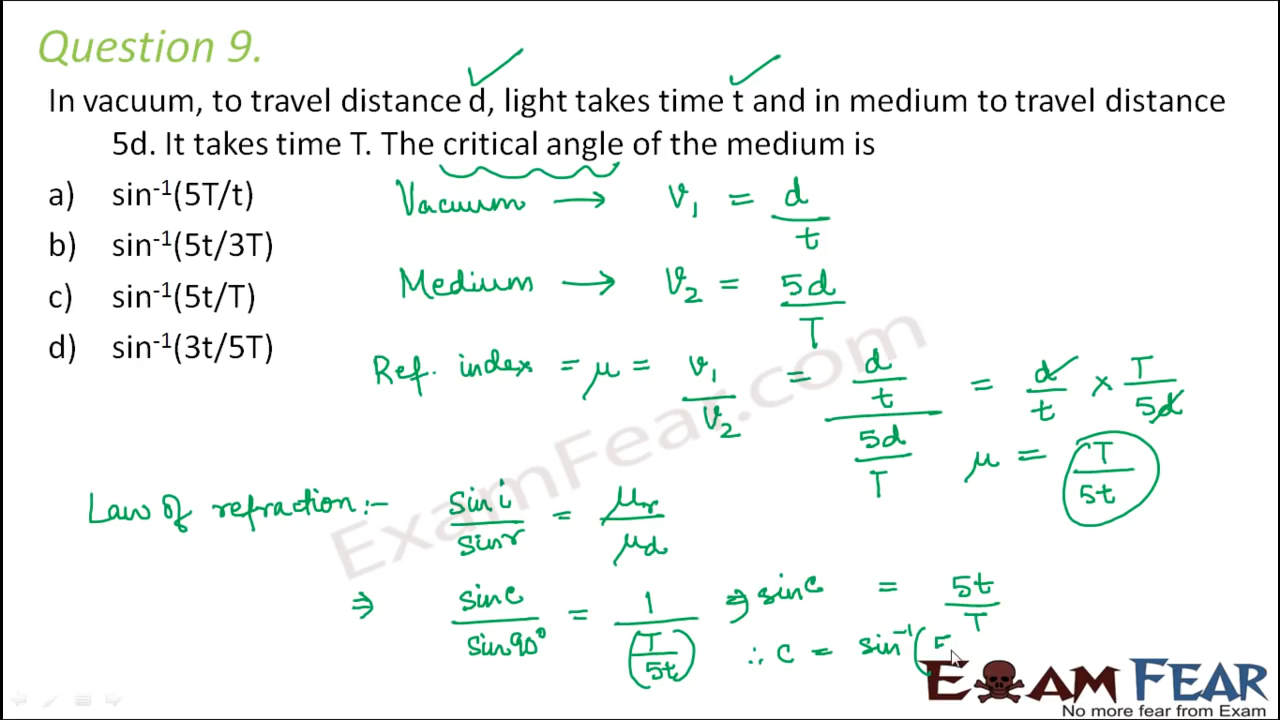 Question 9.
In vacuum, to travel distance d, light takes time t and in medium to travel distance
5d. It takes time T. The critical angle of the medium is
a) sin⁻¹(5T/t)
b) sin⁻¹(5t/3T)
c) sin⁻¹(5t/T)
d) sin⁻¹(3t/5T)
Vacuum → v₁ = d/t
Medium → v₂ = 5d/T
Ref. index = μ = v₁/v₂ = (d/t)/(5d/T) = d/t × T/5d
μ = T/5t
Law of refraction :- sin i/sin r = μr/μd
⇒ sin c/sin 90° = 1/(T/5t) ⇒ sin c = 5t/T
∴ c = sin⁻¹(5
ExamFear.com
EXAM FEAR
No more fear from Exam